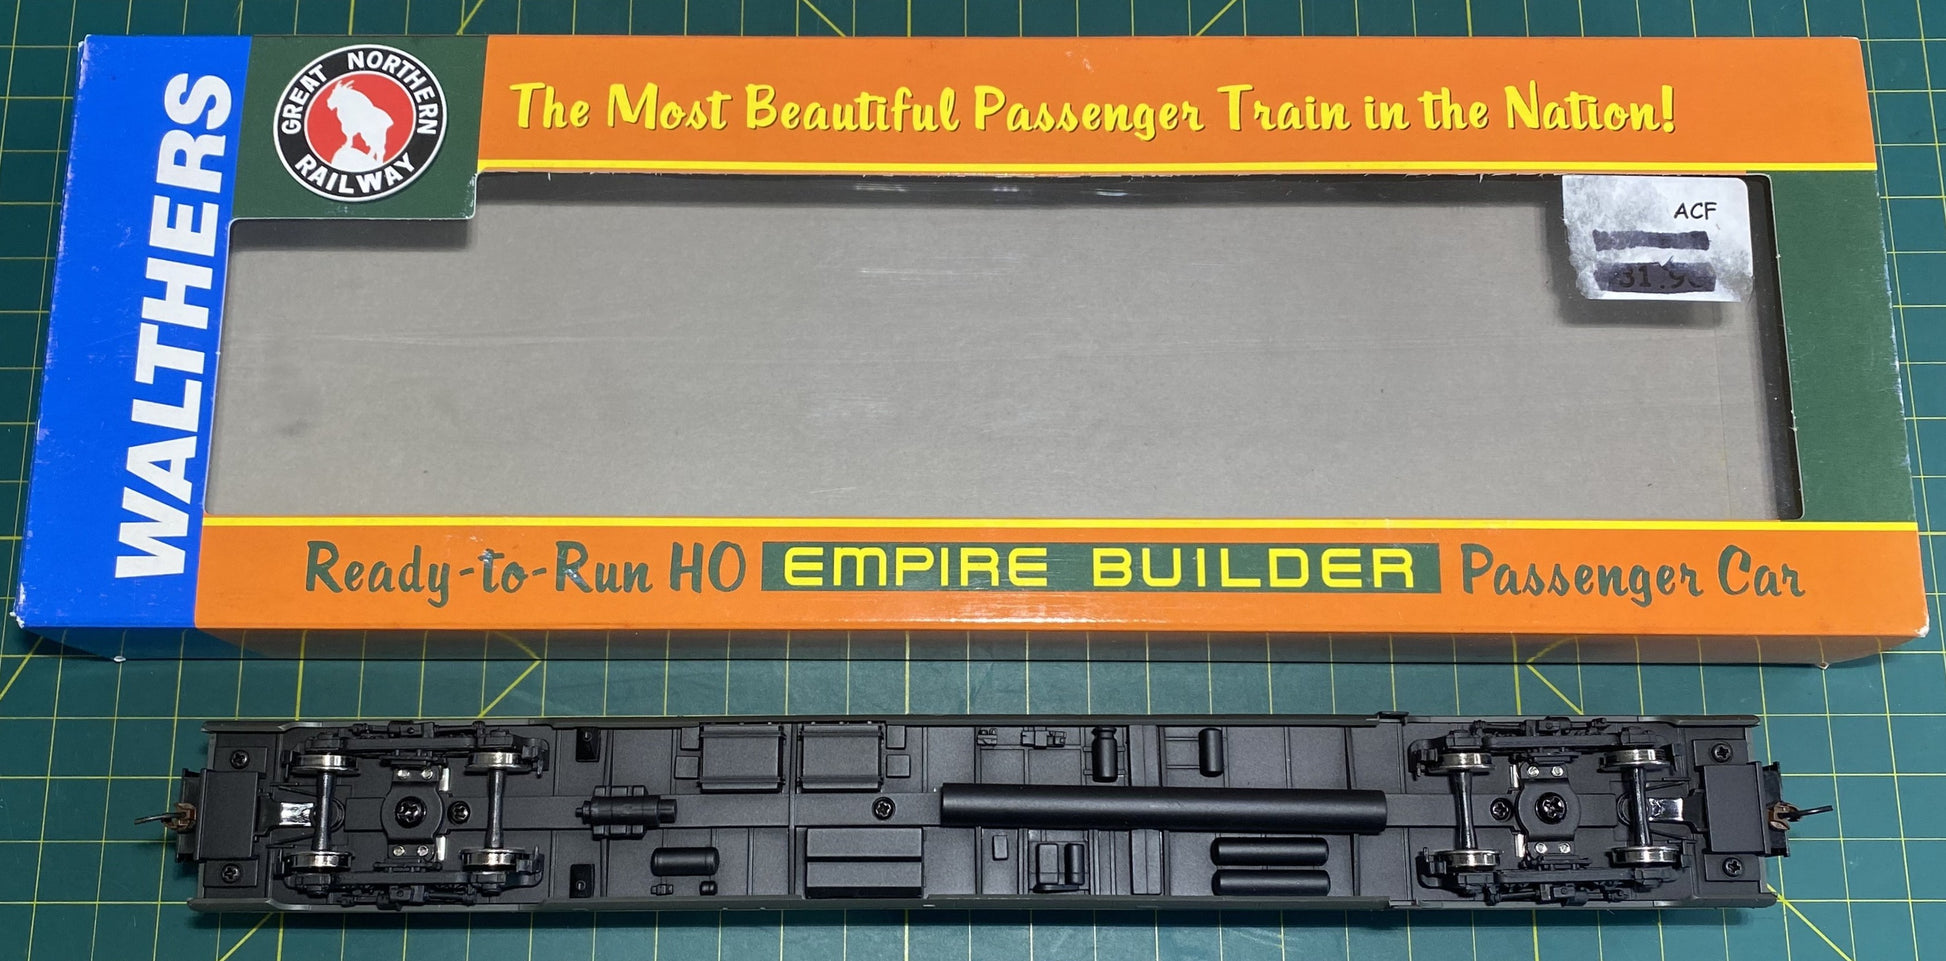 WALTHERS
GREAT NORTHERN
RAILWAY
The Most Beautiful Passenger Train in the Nation!
ACF
Ready-to-Run HO EMPIRE BUILDER Passenger Car